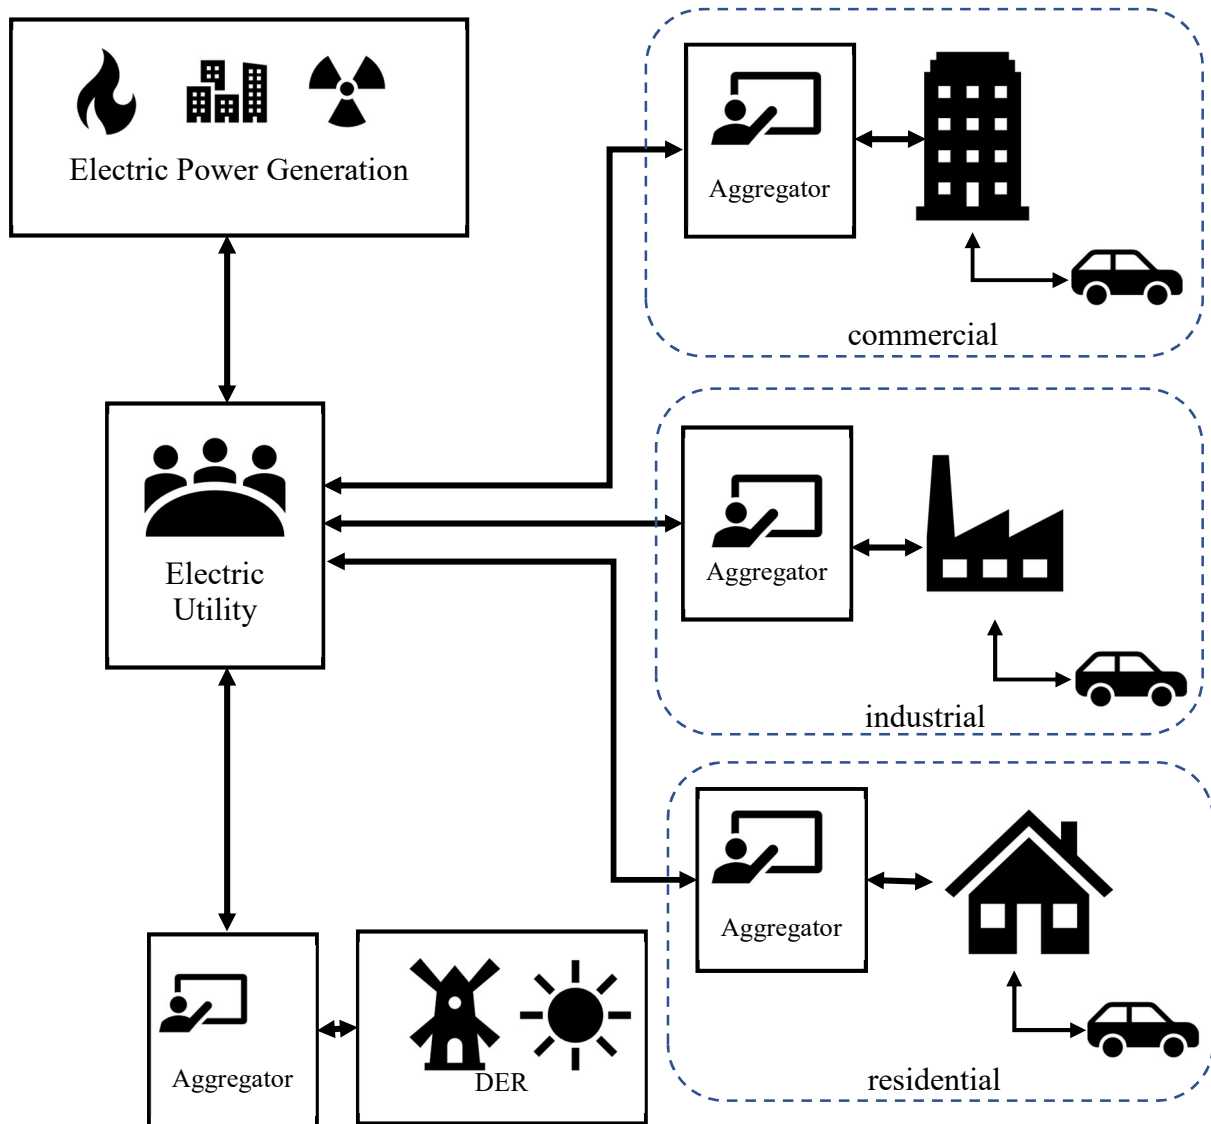 Electric Power Generation
Aggregator
commercial
Electric
Utility
Aggregator
industrial
Aggregator
residential
Aggregator
DER